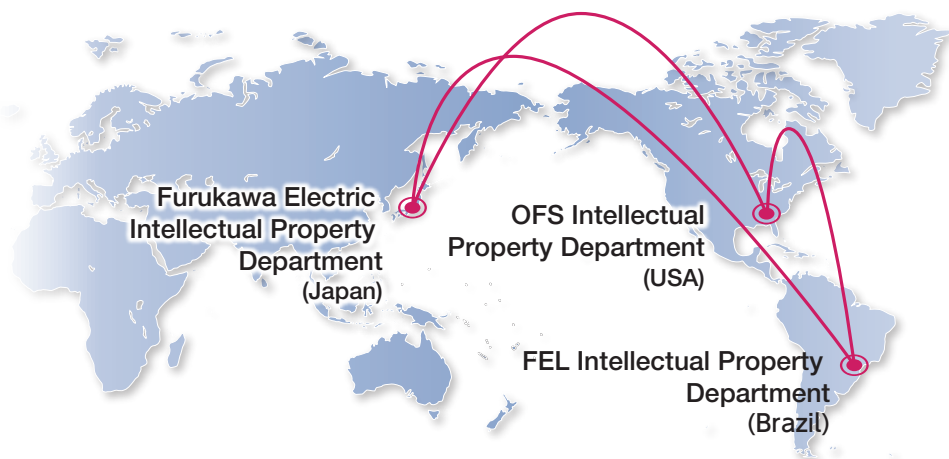 Furukawa Electric
Intellectual Property
Department
(Japan)
OFS Intellectual
Property Department
(USA)
FEL Intellectual Property
Department
(Brazil)